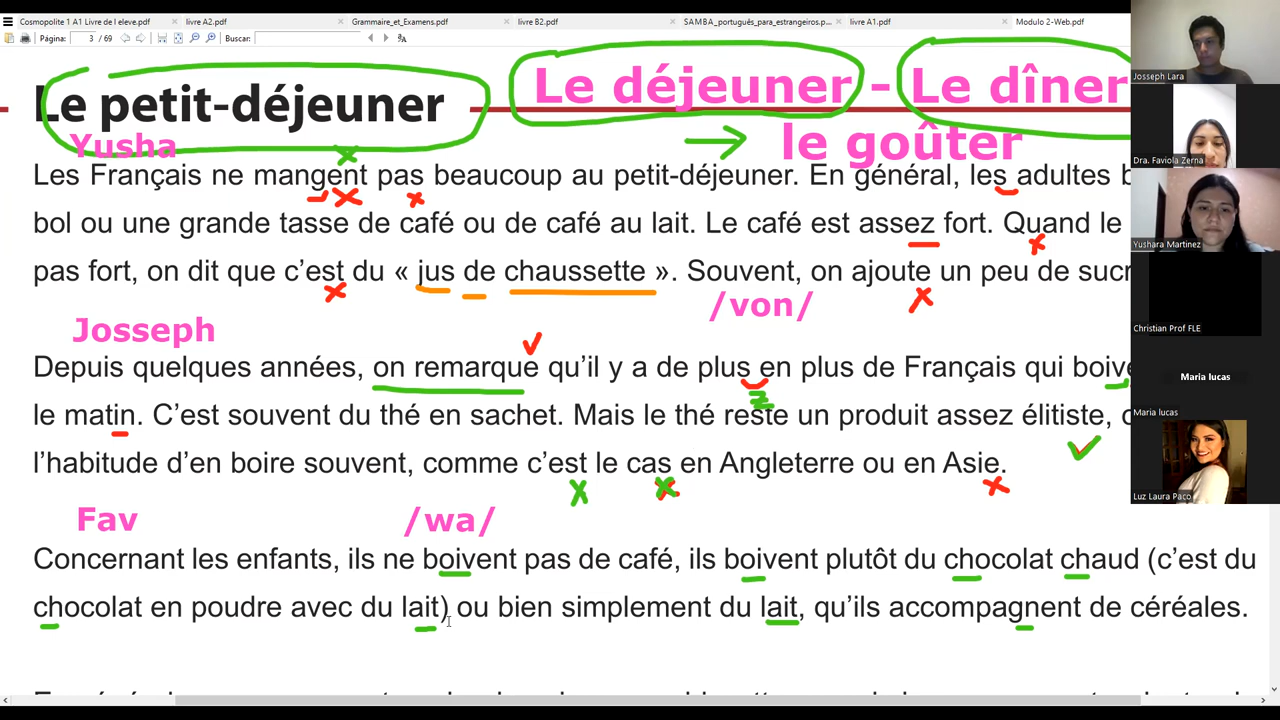 Cosmopolite 1 A1 Livre de l eleve.pdf × livre A2.pdf × Grammaire_et_Examens.pdf × livre B2.pdf × SAMBA_português_para_estrangeiros.p... × livre A1.pdf × Modulo 2-Web.pdf
Página: 3 / 69 Buscar:
Le petit-déjeuner Le déjeuner - Le dîner
Yusha → le goûter
Les Français ne mangent pas beaucoup au petit-déjeuner. En général, les adultes
bol ou une grande tasse de café ou de café au lait. Le café est assez fort. Quand le
pas fort, on dit que c’est du « jus de chaussette ». Souvent, on ajoute un peu de
/von/
Josseph
Depuis quelques années, on remarque qu’il y a de plus en plus de Français qui
le matin. C’est souvent du thé en sachet. Mais le thé reste un produit assez élitiste,
l’habitude d’en boire souvent, comme c’est le cas en Angleterre ou en Asie.
Fav /wa/
Concernant les enfants, ils ne boivent pas de café, ils boivent plutôt du chocolat chaud (c’est du
chocolat en poudre avec du lait) ou bien simplement du lait, qu’ils accompagnent de céréales.
Josseph Lara
Dra. Faviola Zerna
Yushara Martinez
Christian Prof FLE
Maria lucas
Maria lucas
Luz Laura Paco